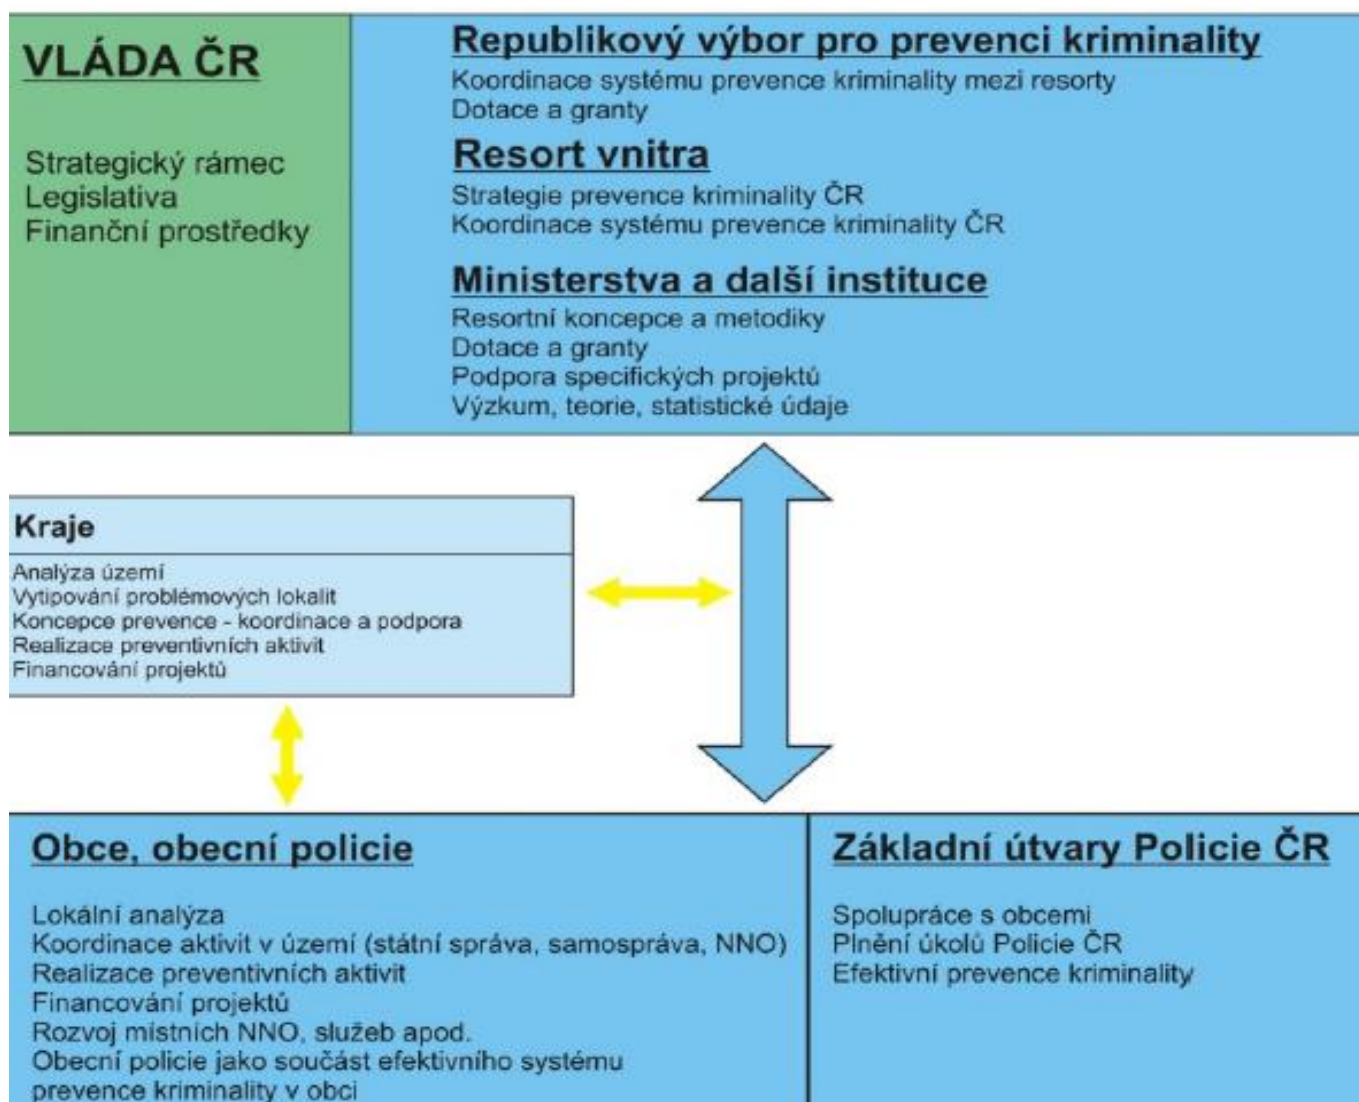 VLÁDA ČR
Strategický rámec
Legislativa
Finanční prostředky
Republikový výbor pro prevenci kriminality
Koordinace systému prevence kriminality mezi resorty
Dotace a granty
Resort vnitra
Strategie prevence kriminality ČR
Koordinace systému prevence kriminality ČR
Ministerstva a další instituce
Resortní koncepce a metodiky
Dotace a granty
Podpora specifických projektů
Výzkum, teorie, statistické údaje
Kraje
Analýza území
Vytipování problémových lokalit
Koncepce prevence - koordinace a podpora
Realizace preventivních aktivit
Financování projektů
Obce, obecní policie
Lokální analýza
Koordinace aktivit v území (státní správa, samospráva, NNO)
Realizace preventivních aktivit
Financování projektů
Rozvoj místních NNO, služeb apod.
Obecní policie jako součást efektivního systému
prevence kriminality v obci
Základní útvary Policie ČR
Spolupráce s obcemi
Plnění úkolů Policie ČR
Efektivní prevence kriminality